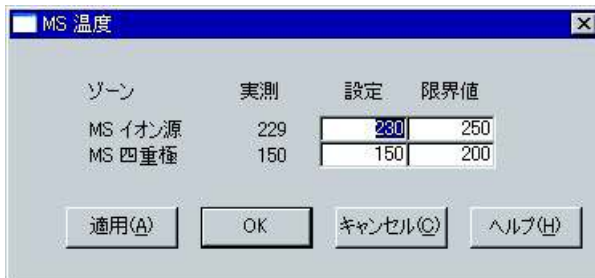 MS 温度
ゾーン 実測 設定 限界値
MS イオン源 229 230 250
MS 四重極 150 150 200
適用(A) OK キャンセル(C) ヘルプ(H)